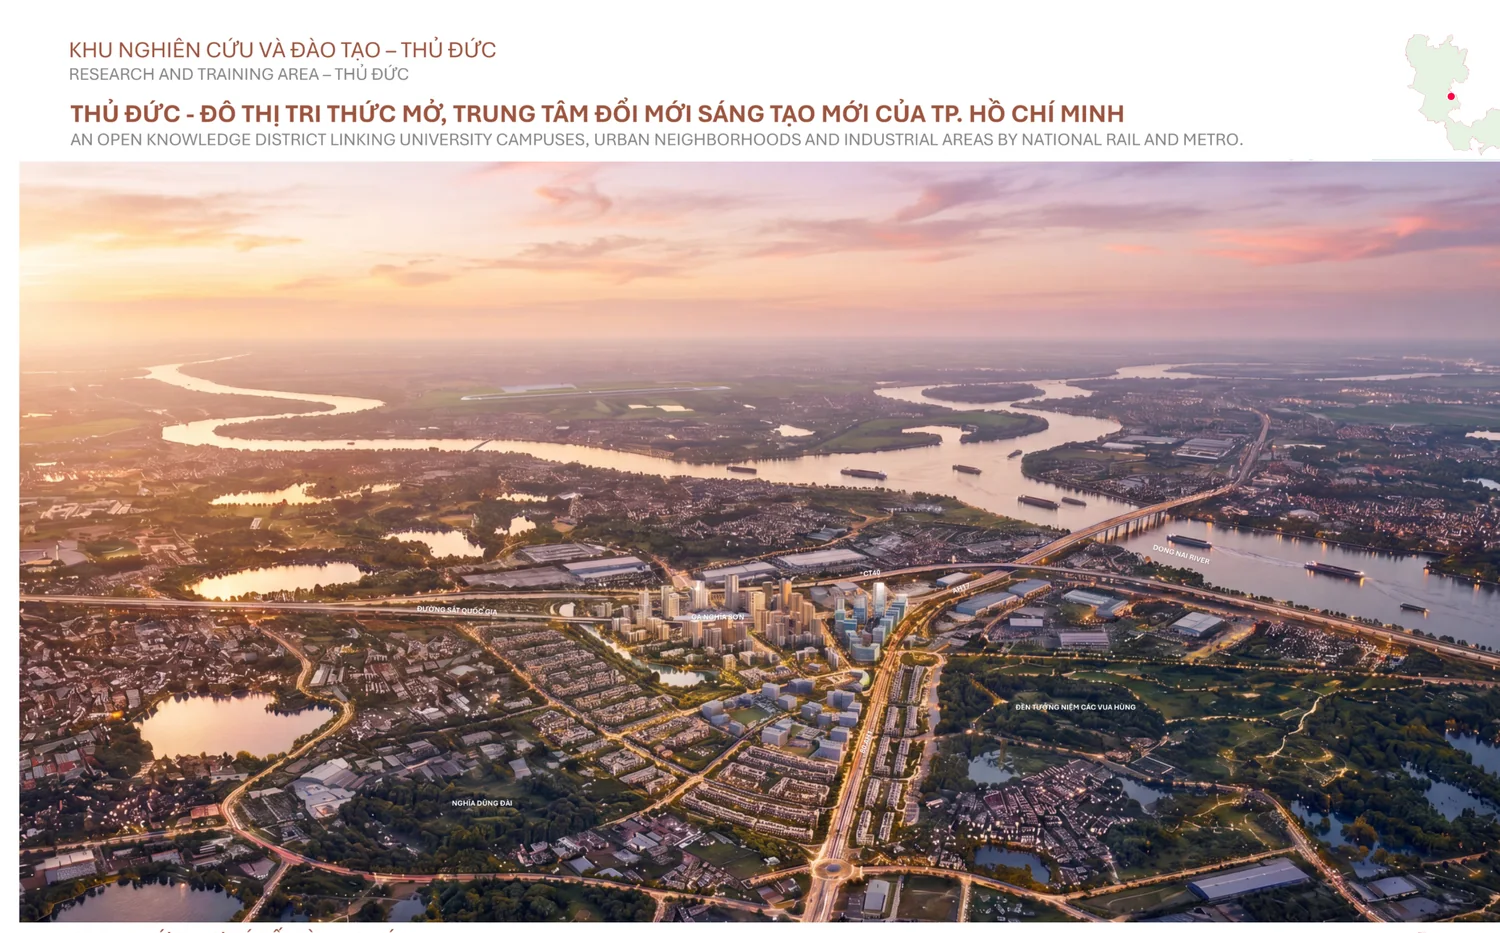 KHU NGHIÊN CỨU VÀ ĐÀO TẠO – THỦ ĐỨC
RESEARCH AND TRAINING AREA – THỦ ĐỨC
THỦ ĐỨC - ĐÔ THỊ TRI THỨC MỞ, TRUNG TÂM ĐỔI MỚI SÁNG TẠO MỚI CỦA TP. HỒ CHÍ MINH
AN OPEN KNOWLEDGE DISTRICT LINKING UNIVERSITY CAMPUSES, URBAN NEIGHBORHOODS AND INDUSTRIAL AREAS BY NATIONAL RAIL AND METRO.
DONG NAI RIVER
CT40
ĐƯỜNG SẮT QUỐC GIA
ĐỀN TƯỞNG NIỆM CÁC VUA HÙNG
NGHĨA DŨNG ĐÀI